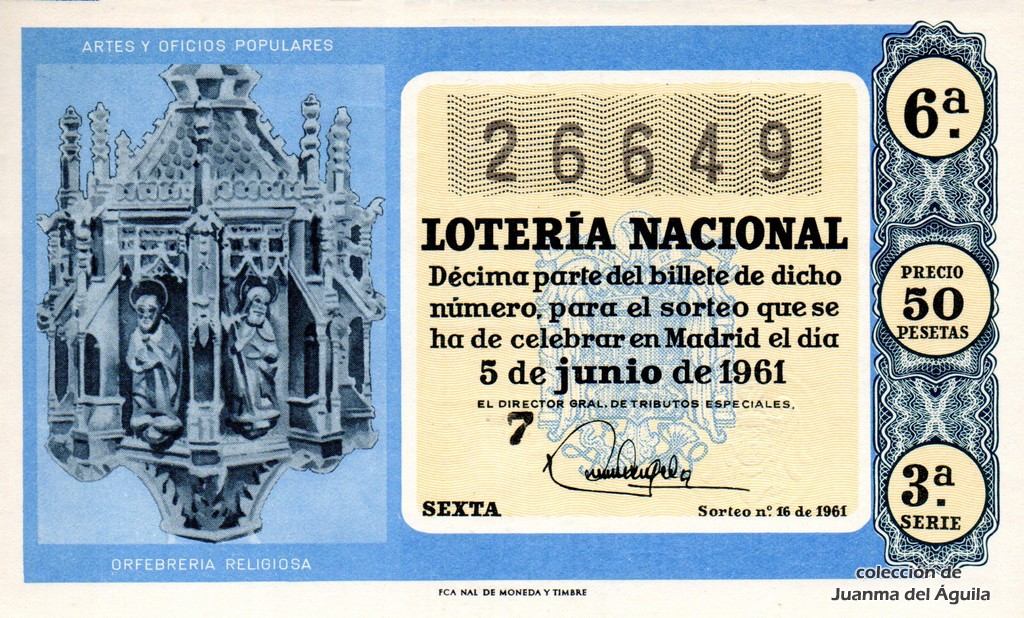 ARTES Y OFICIOS POPULARES
ORFEBRERIA RELIGIOSA
26649
LOTERÍA NACIONAL
Décima parte del billete de dicho
número, para el sorteo que se
ha de celebrar en Madrid el día
5 de junio de 1961
EL DIRECTOR GRAL. DE TRIBUTOS ESPECIALES,
7
SEXTA
Sorteo nº 16 de 1961
6ª
PRECIO
50
PESETAS
3ª
SERIE
FCA NAL DE MONEDA Y TIMBRE
colección de
Juanma del Águila